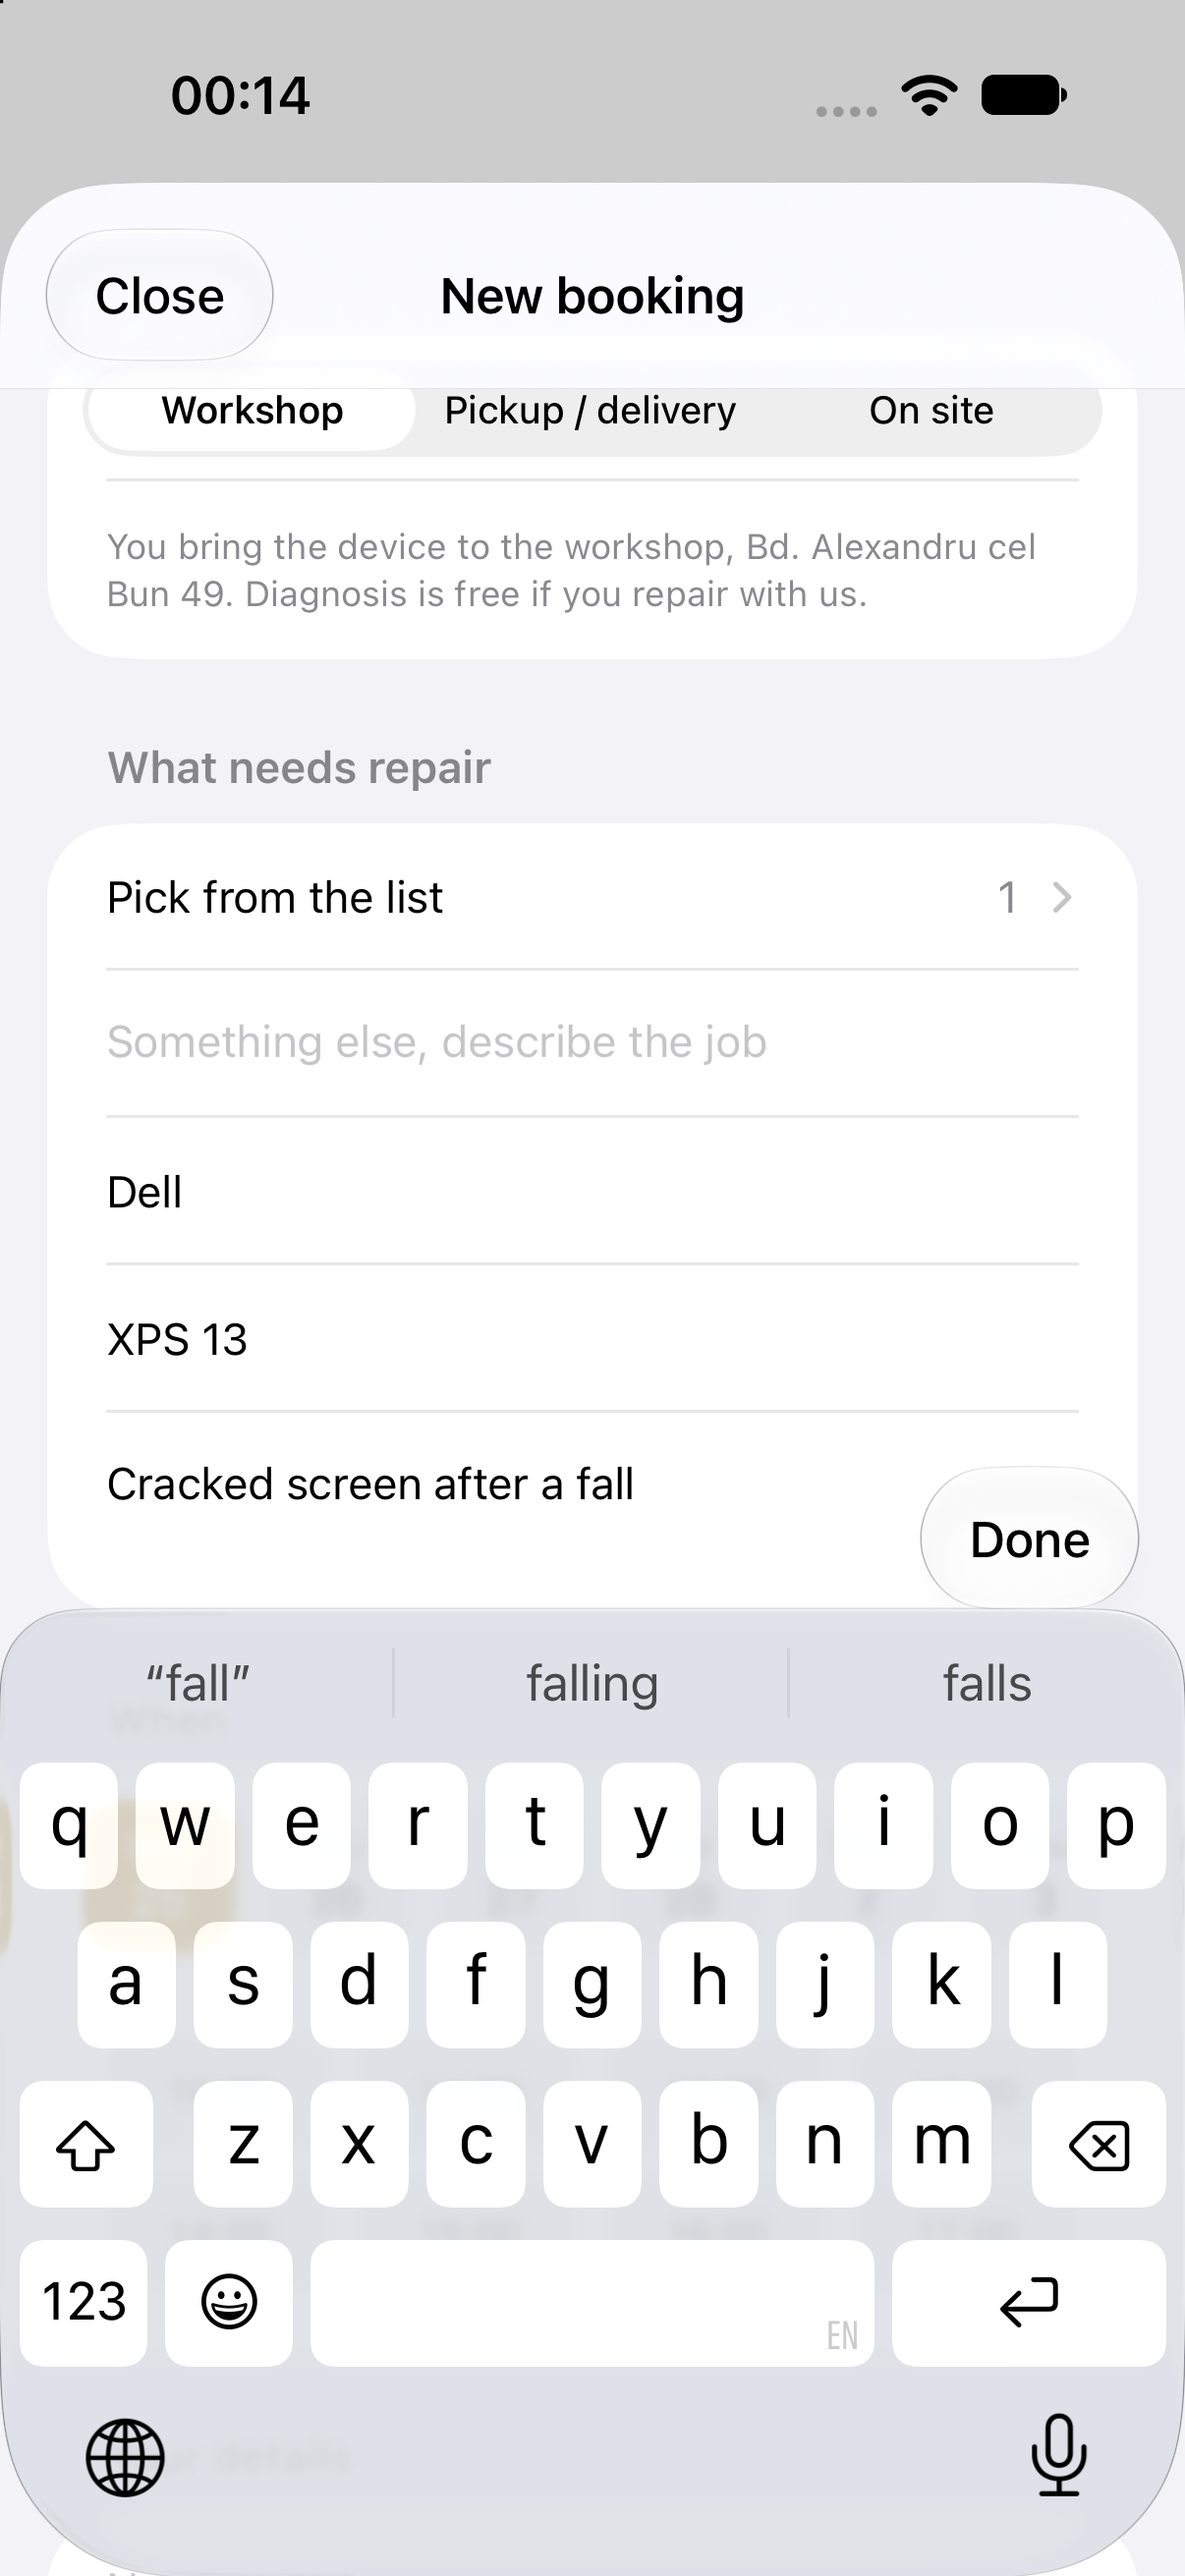 00:14
Close
New booking
Workshop
Pickup / delivery
On site
You bring the device to the workshop, Bd. Alexandru cel
Bun 49. Diagnosis is free if you repair with us.
What needs repair
Pick from the list
1
Something else, describe the job
Dell
XPS 13
Cracked screen after a fall
Done
“fall”
falling
falls
When
q w e r t y u i o p
a s d f g h j k l
z x c v b n m
123
EN
details